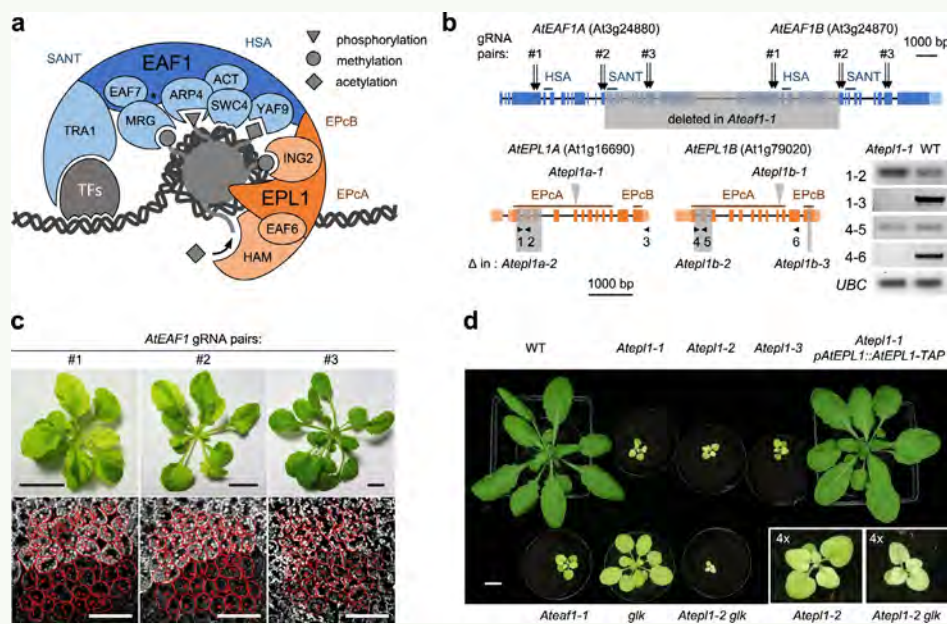 a
SANT
HSA
EAF1
EAF7
*
ARP4
ACT
SWC4
YAF9
MRG
TRA1
TFs
EPcB
ING2
EPL1
EPcA
EAF6
HAM
phosphorylation
methylation
acetylation
b
AtEAF1A (At3g24880)
AtEAF1B (At3g24870)
gRNA
pairs:
#1
#2
#3
#1
#2
#3
1000 bp
HSA
SANT
HSA
SANT
deleted in Ateaf1-1
AtEPL1A (At1g16690)
AtEPL1B (At1g79020)
Atepl1-1
WT
Atepl1a-1
Atepl1b-1
EPcA
EPcB
EPcA
EPcB
1
2
3
4
5
6
Δ in : Atepl1a-2
Atepl1b-2
Atepl1b-3
1000 bp
1-2
1-3
4-5
4-6
UBC
c
AtEAF1 gRNA pairs:
#1
#2
#3
d
WT
Atepl1-1
Atepl1-2
Atepl1-3
Atepl1-1
pAtEPL1::AtEPL1-TAP
4x
4x
Ateaf1-1
glk
Atepl1-2 glk
Atepl1-2
Atepl1-2 glk